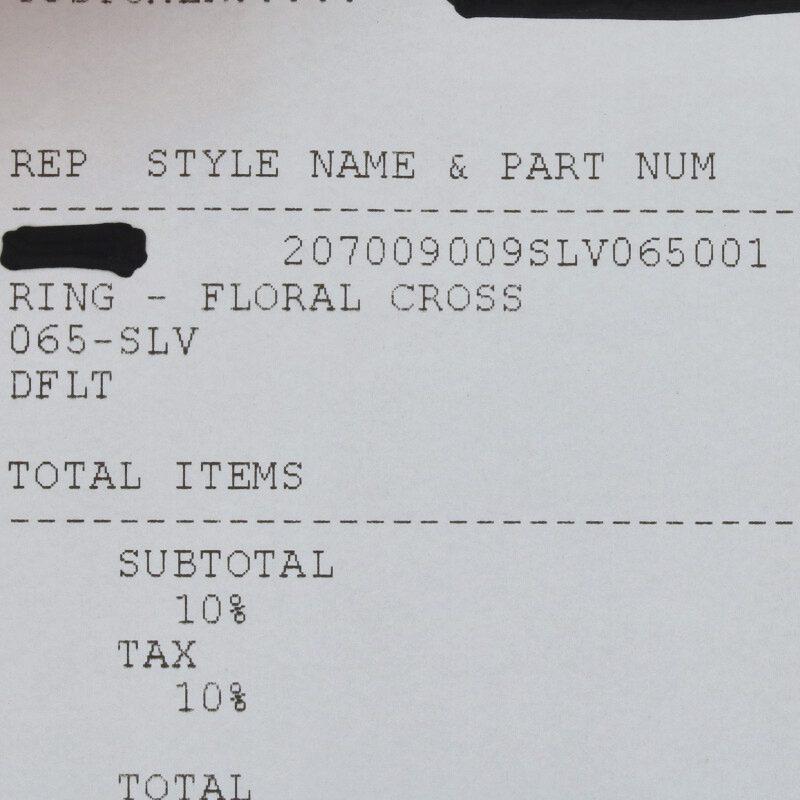 REP STYLE NAME & PART NUM
207009009SLV065001
RING - FLORAL CROSS
065-SLV
DFLT
TOTAL ITEMS
SUBTOTAL
10%
TAX
10%
TOTAL